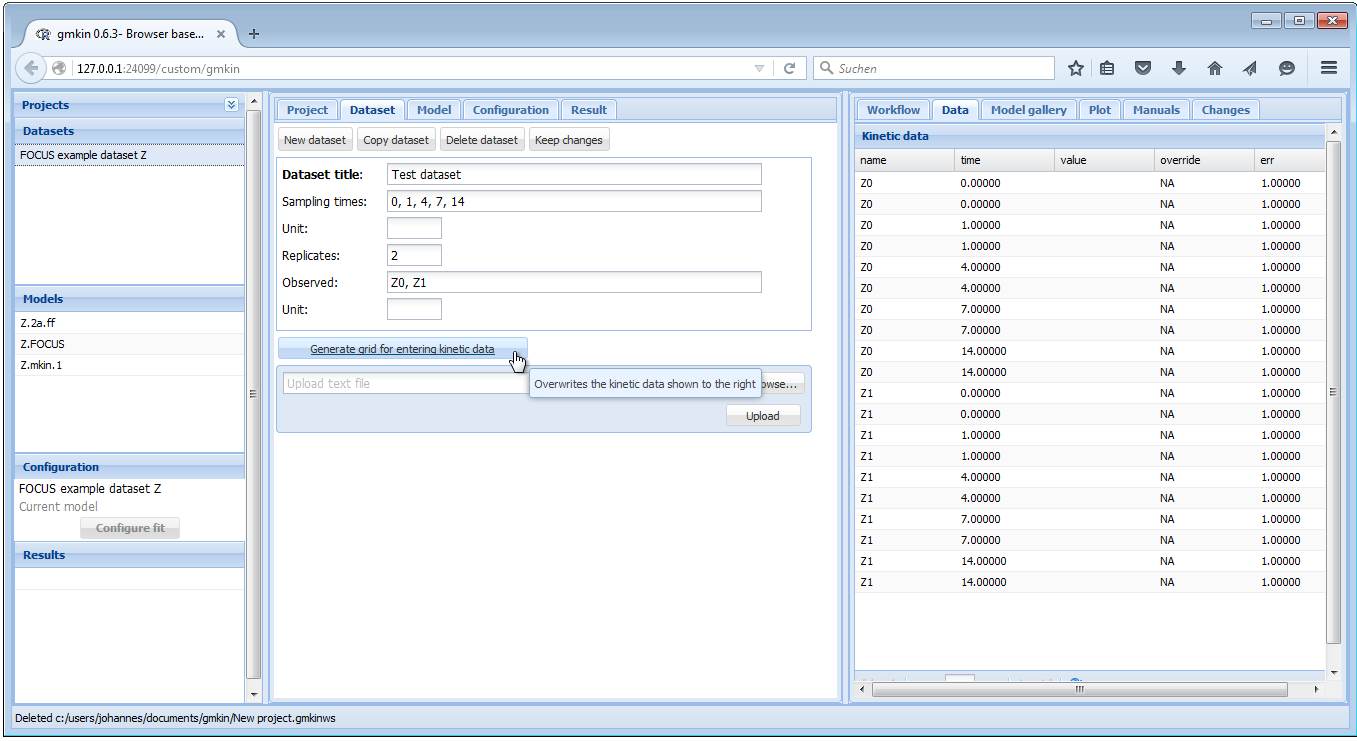 gmkin 0.6.3- Browser base...
127.0.0.1:24099/custom/gmkin
Suchen
Projects
Datasets
FOCUS example dataset Z
Models
Z.2a.ff
Z.FOCUS
Z.mkin.1
Configuration
FOCUS example dataset Z
Current model
Configure fit
Results
Project Dataset Model Configuration Result
New dataset Copy dataset Delete dataset Keep changes
Dataset title: Test dataset
Sampling times: 0, 1, 4, 7, 14
Unit:
Replicates: 2
Observed: Z0, Z1
Unit:
Generate grid for entering kinetic data
Upload text file
Overwrites the kinetic data shown to the right
owse...
Upload
Workflow Data Model gallery Plot Manuals Changes
Kinetic data
name time value override err
Z0 0.00000 NA 1.00000
Z0 0.00000 NA 1.00000
Z0 1.00000 NA 1.00000
Z0 1.00000 NA 1.00000
Z0 4.00000 NA 1.00000
Z0 4.00000 NA 1.00000
Z0 7.00000 NA 1.00000
Z0 7.00000 NA 1.00000
Z0 14.00000 NA 1.00000
Z0 14.00000 NA 1.00000
Z1 0.00000 NA 1.00000
Z1 0.00000 NA 1.00000
Z1 1.00000 NA 1.00000
Z1 1.00000 NA 1.00000
Z1 4.00000 NA 1.00000
Z1 4.00000 NA 1.00000
Z1 7.00000 NA 1.00000
Z1 7.00000 NA 1.00000
Z1 14.00000 NA 1.00000
Z1 14.00000 NA 1.00000
Deleted c:/users/johannes/documents/gmkin/New project.gmkinws